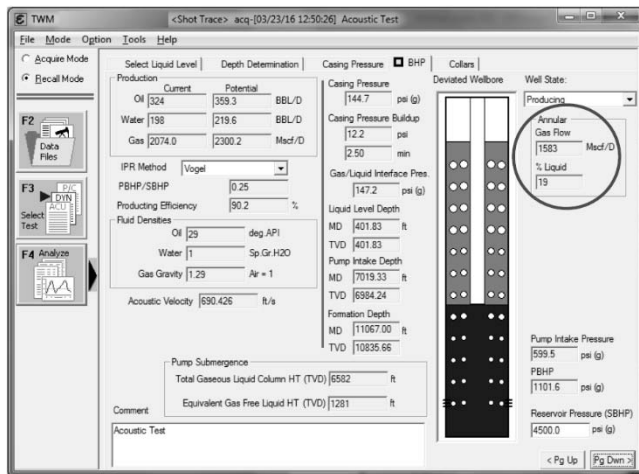 TWM
<Shot Trace> acq-[03/23/16 12:50:26] Acoustic Test
File Mode Option Tools Help
Acquire Mode
Recall Mode
F2
Data
Files
F3
P/C
DYN
ACU
Select
Test
F4 Analyze
Select Liquid Level
Depth Determination
Casing Pressure
BHP
Collars
Production
Current Potential
Oil 324 359.3 BBL/D
Water 198 219.6 BBL/D
Gas 2074.0 2300.2 Mscf/D
IPR Method Vogel
PBHP/SBHP 0.25
Producing Efficiency 90.2 %
Fluid Densities
Oil 29 deg.API
Water 1 Sp.Gr.H2O
Gas Gravity 1.29 Air = 1
Acoustic Velocity 690.426 ft/s
Pump Submergence
Total Gaseous Liquid Column HT (TVD) 6582 ft
Equivalent Gas Free Liquid HT (TVD) 1281 ft
Comment
Acoustic Test
Casing Pressure
144.7 psi (g)
Casing Pressure Buildup
12.2 psi
2.50 min
Gas/Liquid Interface Pres.
147.2 psi (g)
Liquid Level Depth
MD 401.83 ft
TVD 401.83
Pump Intake Depth
MD 7019.33 ft
TVD 6984.24
Formation Depth
MD 11067.00 ft
TVD 10835.66
Deviated Wellbore
Well State:
Producing
Annular
Gas Flow
1583 Mscf/D
% Liquid
19
Pump Intake Pressure
599.5 psi (g)
PBHP
1101.6 psi (g)
Reservoir Pressure (SBHP)
4500.0 psi (g)
< Pg Up
Pg Dwn >